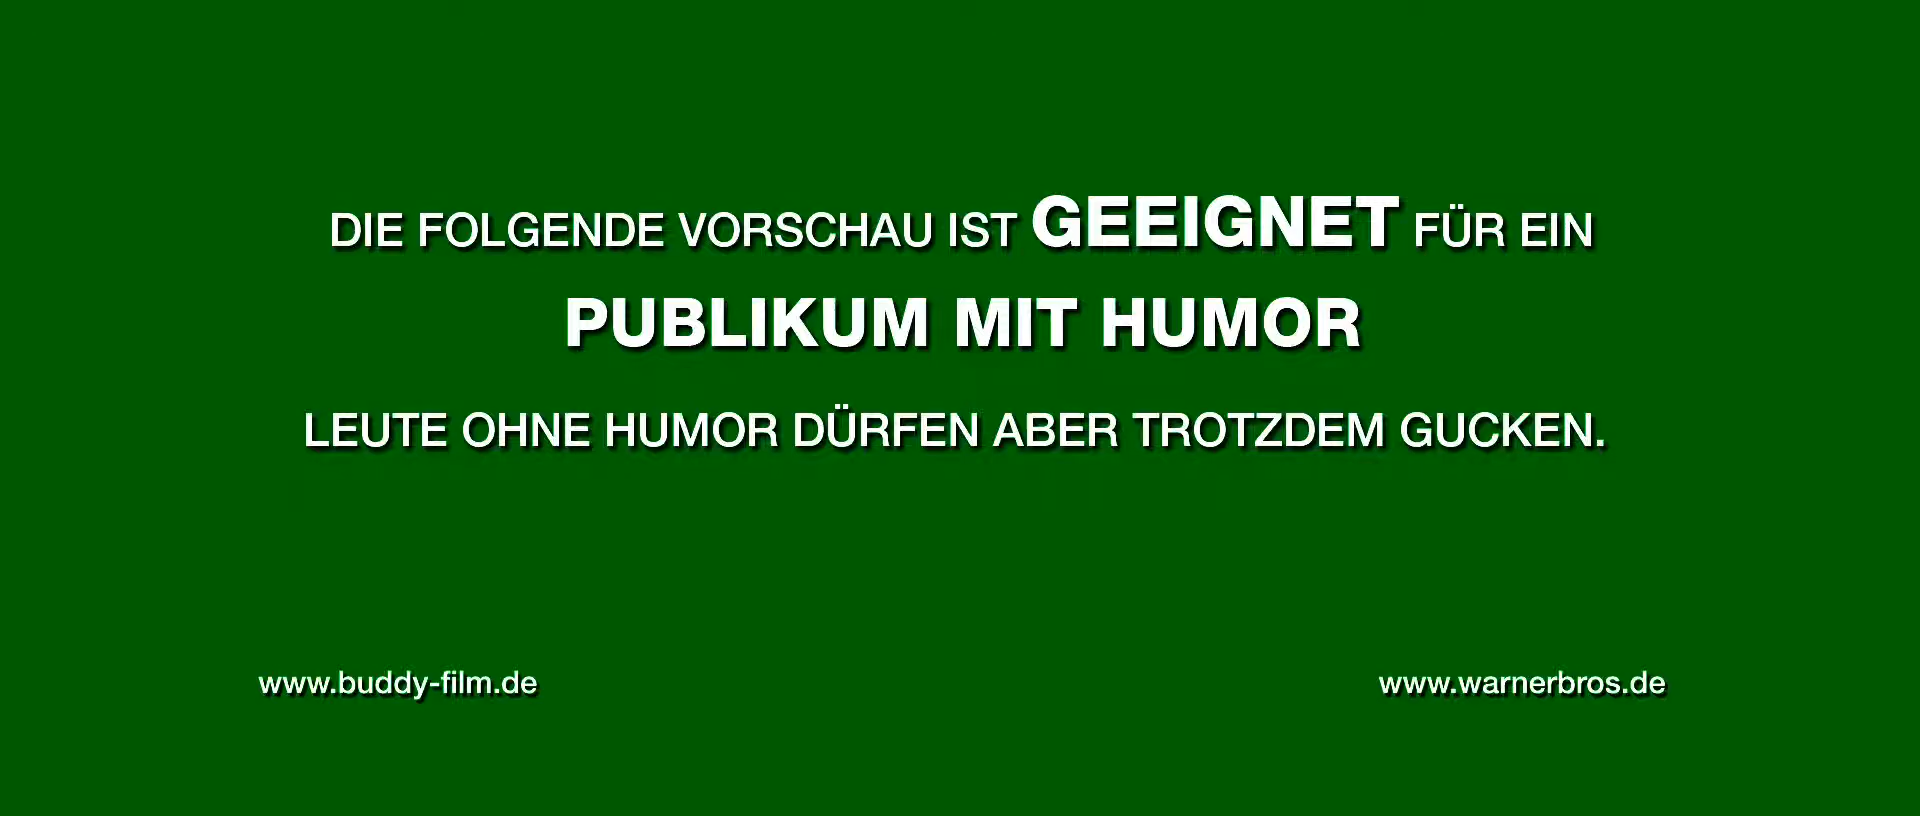 DIE FOLGENDE VORSCHAU IST GEEIGNET FÜR EIN
PUBLIKUM MIT HUMOR
LEUTE OHNE HUMOR DÜRFEN ABER TROTZDEM GUCKEN.
www.buddy-film.de
www.warnerbros.de